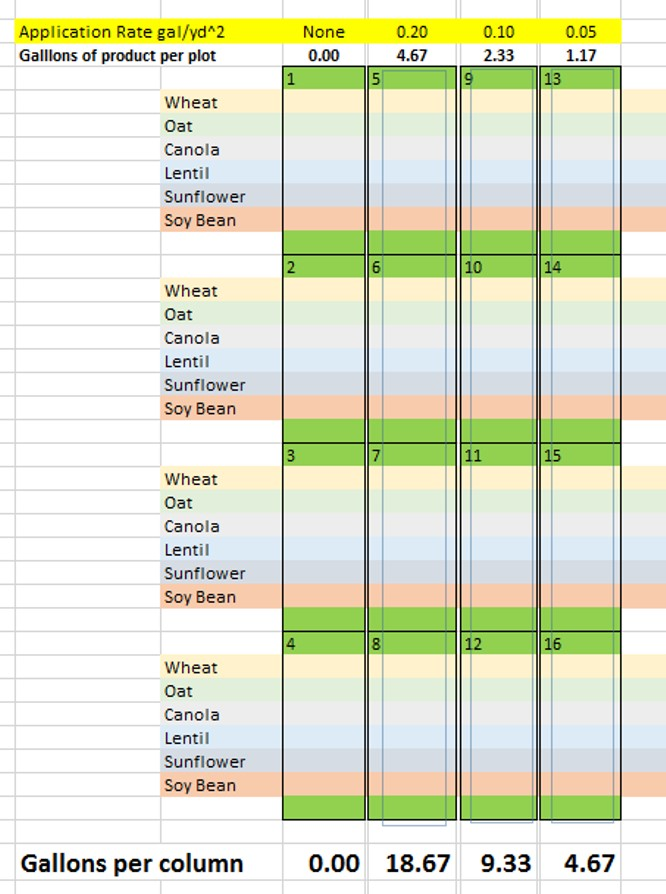 Application Rate gal/yd^2 None 0.20 0.10 0.05
Galllons of product per plot 0.00 4.67 2.33 1.17
1 5 9 13
Wheat
Oat
Canola
Lentil
Sunflower
Soy Bean
2 6 10 14
Wheat
Oat
Canola
Lentil
Sunflower
Soy Bean
3 7 11 15
Wheat
Oat
Canola
Lentil
Sunflower
Soy Bean
4 8 12 16
Wheat
Oat
Canola
Lentil
Sunflower
Soy Bean
Gallons per column 0.00 18.67 9.33 4.67